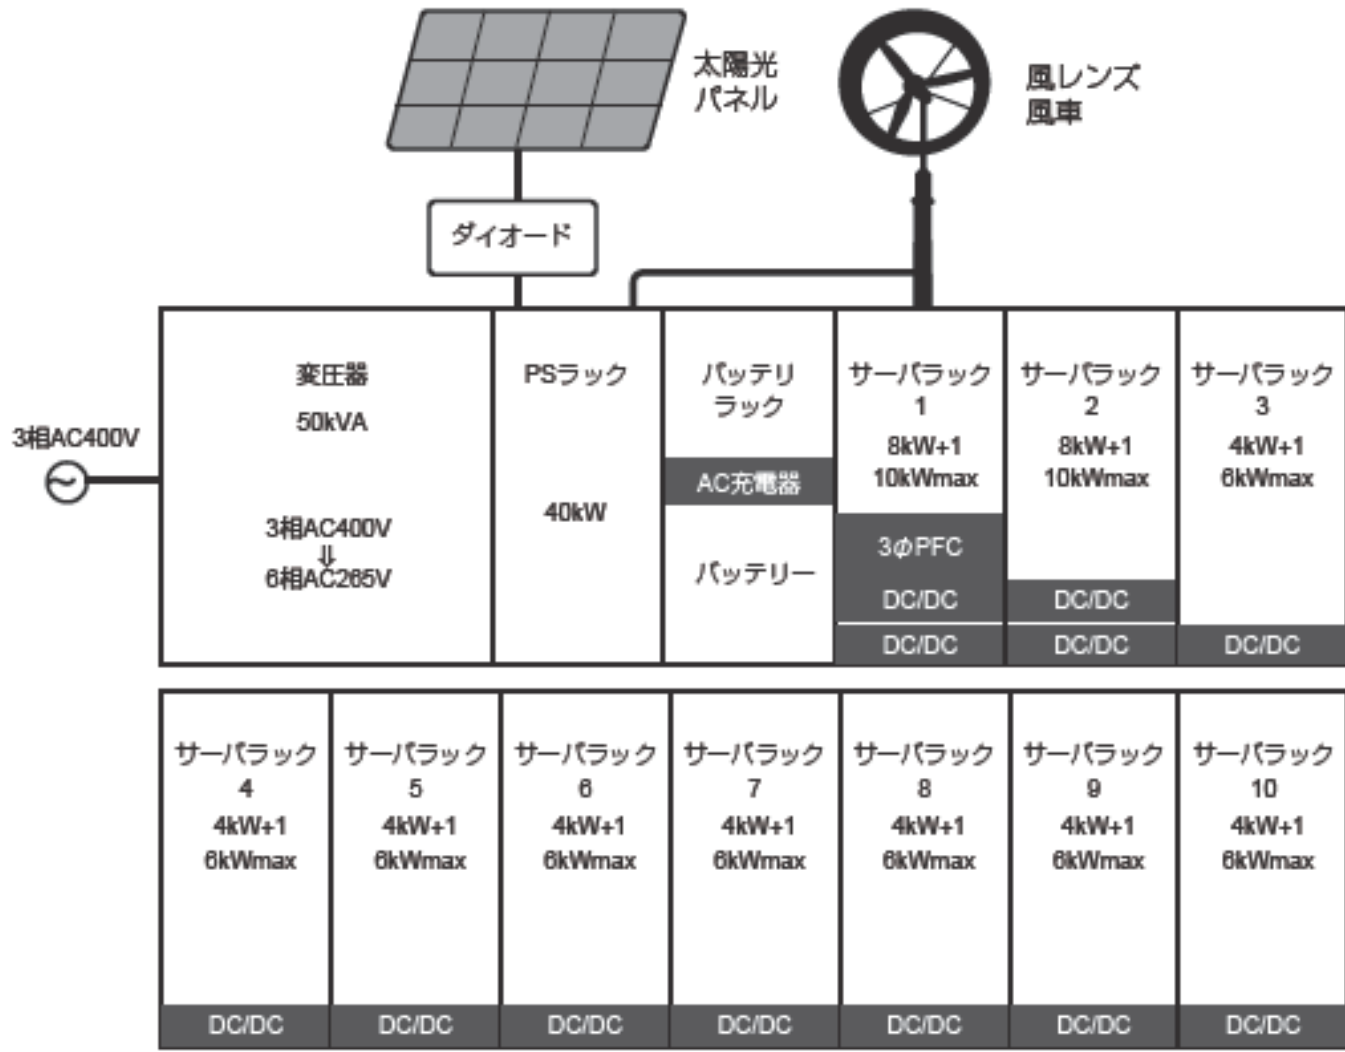 太陽光
パネル
風レンズ
風車
ダイオード
3相AC400V
変圧器
50kVA
3相AC400V
⇓
6相AC265V
PSラック
40kW
バッテリ
ラック
AC充電器
バッテリー
サーバラック
1
8kW+1
10kWmax
3φPFC
DC/DC
DC/DC
サーバラック
2
8kW+1
10kWmax
DC/DC
DC/DC
サーバラック
3
4kW+1
6kWmax
DC/DC
サーバラック
4
4kW+1
6kWmax
DC/DC
サーバラック
5
4kW+1
6kWmax
DC/DC
サーバラック
6
4kW+1
6kWmax
DC/DC
サーバラック
7
4kW+1
6kWmax
DC/DC
サーバラック
8
4kW+1
6kWmax
DC/DC
サーバラック
9
4kW+1
6kWmax
DC/DC
サーバラック
10
4kW+1
6kWmax
DC/DC